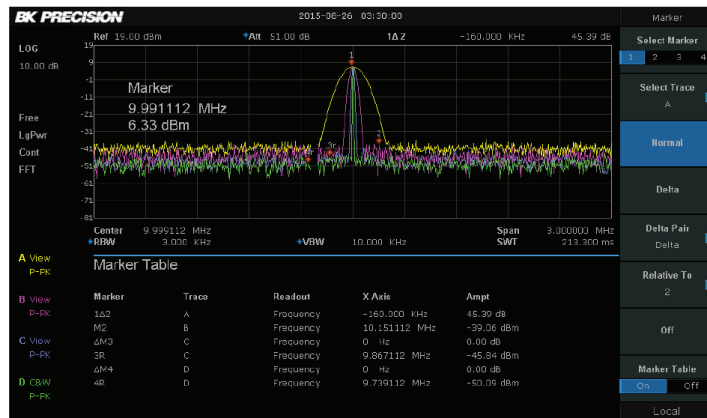 BK PRECISION 2015-08-26 03:30:00 Marker
LOG
10.00 dB
Ref 19.00 dBm *Att 51.00 dB 1Δ 2 -160.000 KHz 45.39 dB
19
9
-1
-11
-21
-31
-41
-51
-61
-71
-81
Marker
9.991112 MHz
6.33 dBm
1
2
3r
Free
LgPwr
Cont
FFT
Center 9.999112 MHz Span 3.000000 MHz
*RBW 3.000 KHz *VBW 10.000 KHz SWT 213.300 ms
A View
P-PK
B View
P-PK
C View
P-PK
D C&W
P-PK
Marker Table
Marker Trace Readout X Axis Ampt
1Δ2 A Frequency -160.000 KHz 45.39 dB
M2 B Frequency 10.151112 MHz -39.06 dBm
ΔM3 C Frequency 0 Hz 0.00 dB
3R C Frequency 9.867112 MHz -45.84 dBm
ΔM4 D Frequency 0 Hz 0.00 dB
4R D Frequency 9.739112 MHz -50.09 dBm
Select Marker
1 2 3 4
Select Trace
A
Normal
Delta
Delta Pair
Delta
Relative To
2
Off
Marker Table
On Off
Local